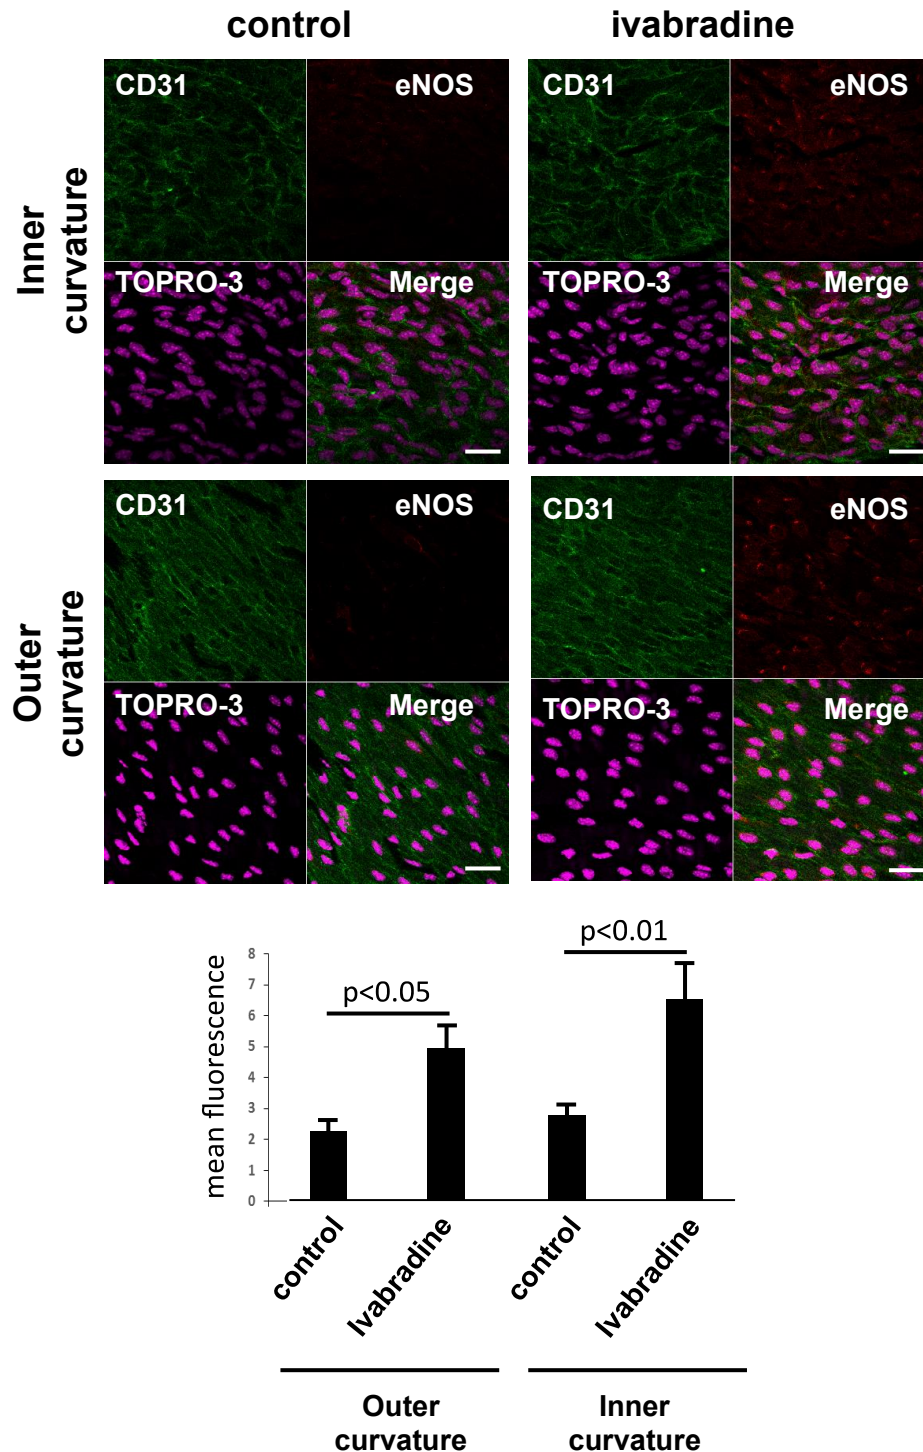 control
ivabradine
Inner
curvature
CD31
eNOS
TOPRO-3
Merge
CD31
eNOS
TOPRO-3
Merge
Outer
curvature
CD31
eNOS
TOPRO-3
Merge
CD31
eNOS
TOPRO-3
Merge
mean fluorescence
8
7
6
5
4
3
2
1
0
p<0.05
p<0.01
control
Ivabradine
control
Ivabradine
Outer
curvature
Inner
curvature